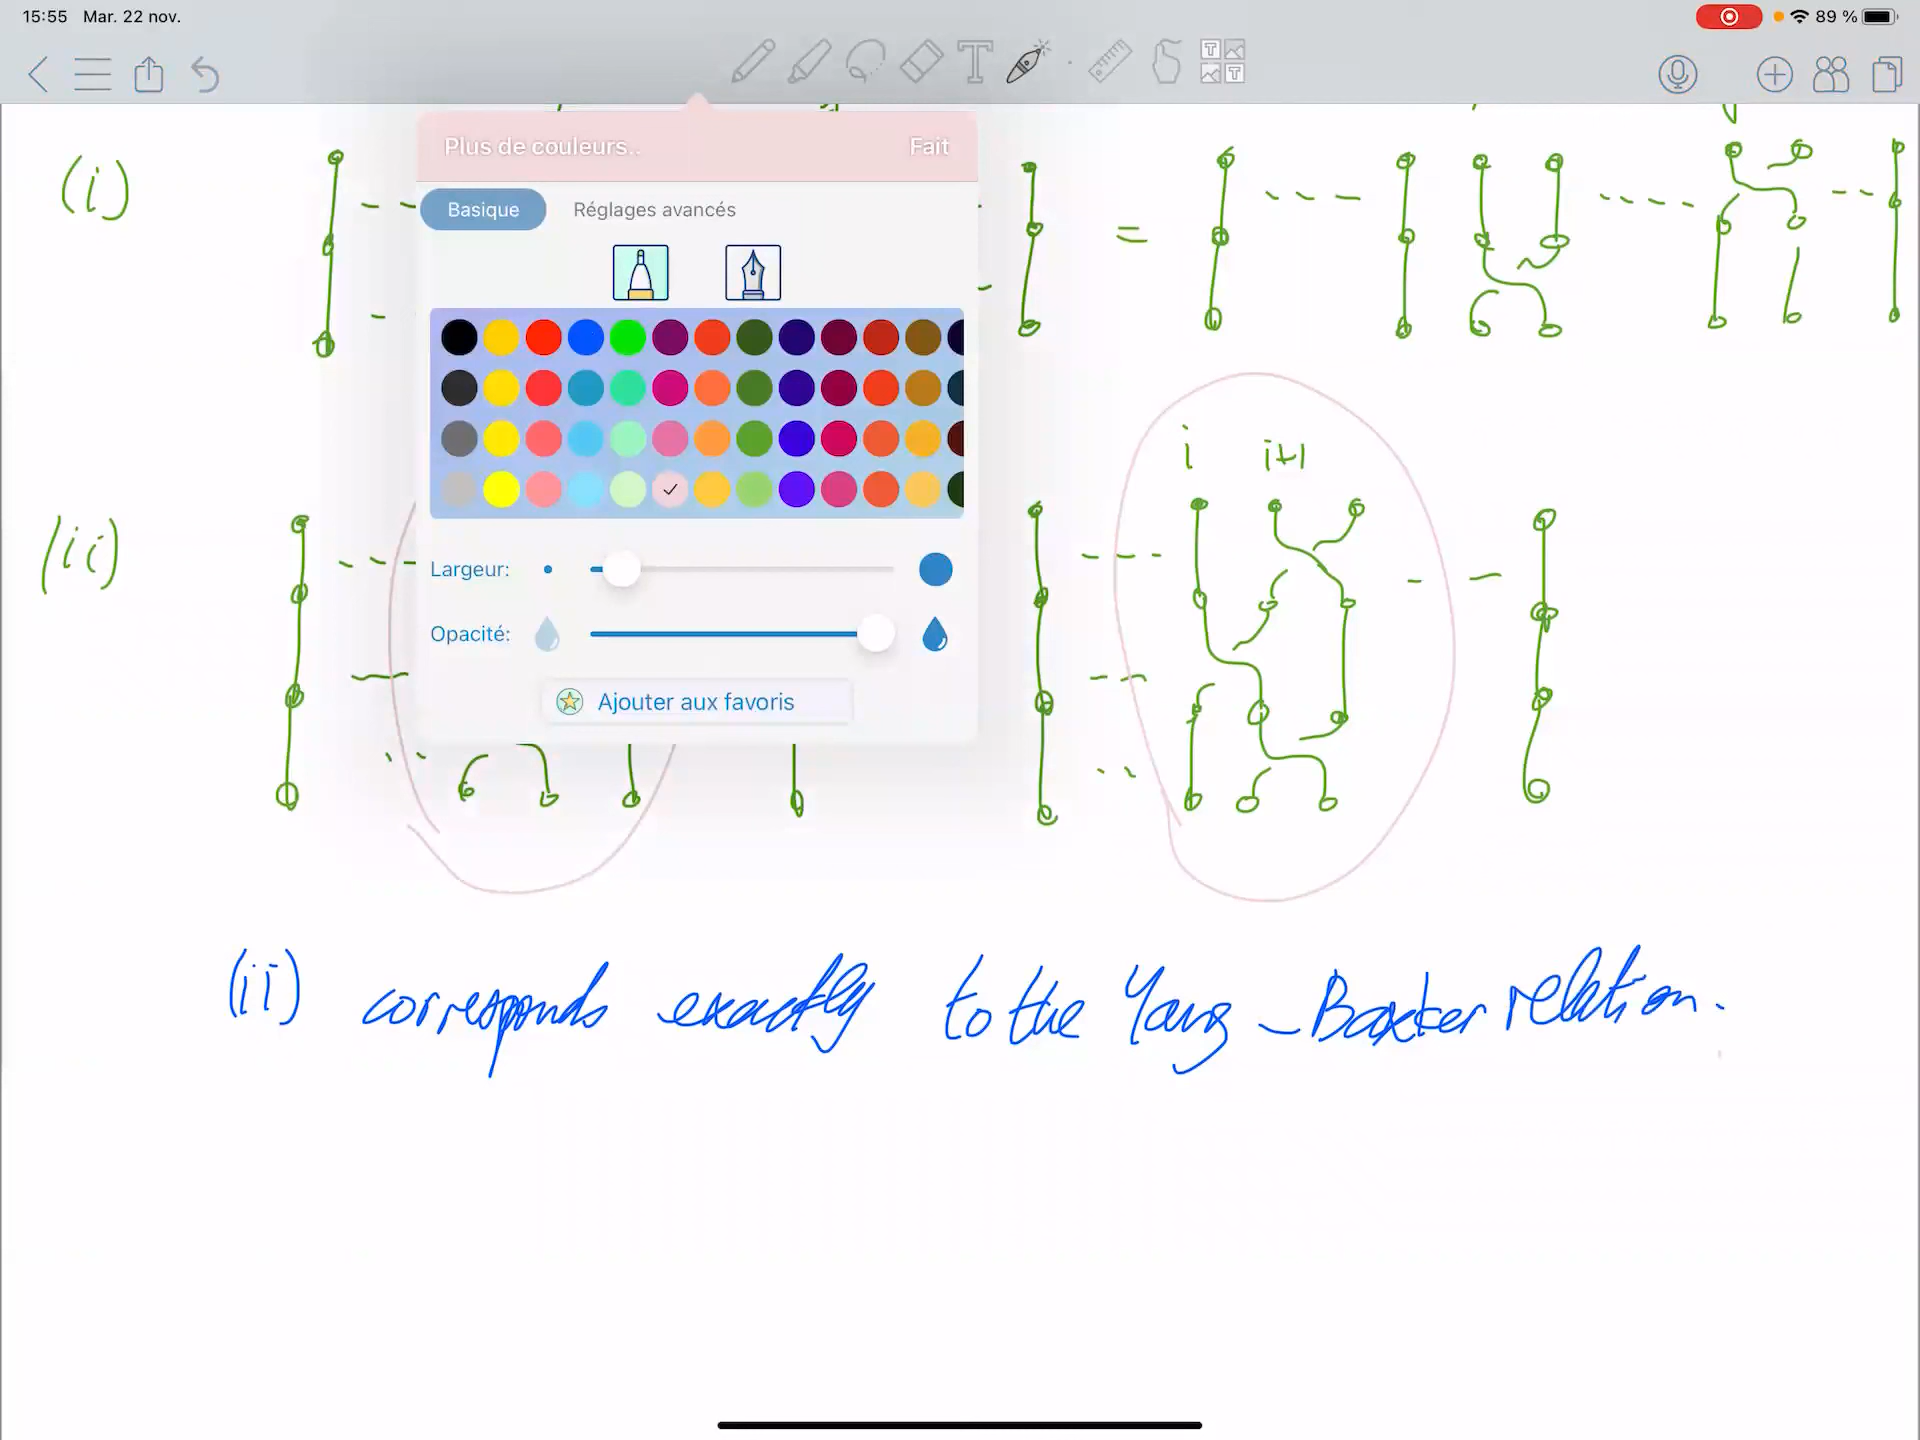 15:55 Mar. 22 nov.
89 %
Plus de couleurs..
Fait
Basique
Réglages avancés
(i)
=
i i+1
(ii)
Largeur:
Opacité:
Ajouter aux favoris
(ii) corresponds exactly to the Yang-Baxter relation.